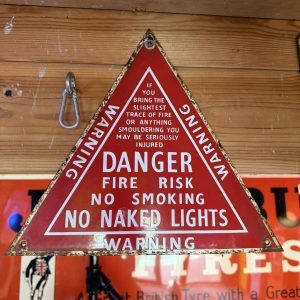 IF
YOU
BRING THE
SLIGHTEST
TRACE OF FIRE
OR ANYTHING
SMOULDERING YOU
MAY BE SERIOUSLY
INJURED
DANGER
FIRE RISK
NO SMOKING
NO NAKED LIGHTS
WARNING
WARNING
WARNING
British Tyre with a Great